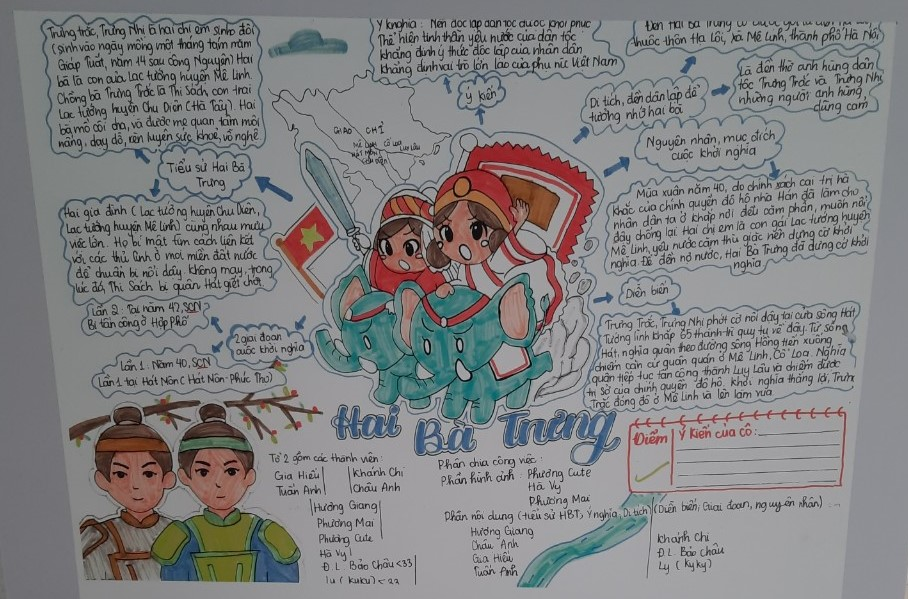 Trưng trắc, Trưng Nhị là hai chị em sinh đôi
(sinh vào ngày mồng một tháng tám năm
Giáp Tuất, năm 14 sau công Nguyên) Hai
bà là con của Lạc tướng huyện Mê Linh.
Chồng bà Trưng Trắc là Thi Sách, con trai
Lạc tướng huyện Chu Diên (Hà Tây). Hai
bà mồ côi cha, và được mẹ quan tâm nuôi
nấng, dạy dỗ, rèn luyện sức khoẻ, võ nghệ
Tiểu sử Hai Bà
Trưng
Hai gia đình (Lạc tướng huyện Chu Diên,
Lạc tướng huyện Mê Linh) cùng nhau mưu
việc lớn. Họ bí mật tìm cách liên kết
với các thủ lĩnh ở mọi miền đất nước
để chuẩn bị nổi dậy. Không may, trong
lúc đó, Thi Sách bị quân Hán giết chết.
Lần 2: Tại năm 42, SCN
Bị tấn công ở Hợp Phố
2 giai đoạn
cuộc khởi nghĩa
Lần 1: Năm 40, SCN
Lần 1 tại Hát Môn (Hát Môn-Phúc Thọ)
Ý nghĩa: Nền độc lập dân tộc được khôi phục
Thể hiện tinh thần yêu nước của dân tộc
khẳng định ý thức độc lập của nhân dân
khẳng định vai trò lớn lao của phụ nữ Việt Nam
Ý kiến
GIAO CHỈ
MÊ LINH
CỔ LOA
LUY LÂU
HÁT MÔN
CHU DIÊN
thuộc thôn Hạ Lôi, xã Mê Linh, thành phố Hà Nội
Di tích, đền dân lập để
tưởng nhớ hai bà
Là đền thờ anh hùng dân
tộc Trưng Trắc và Trưng Nhị
những người anh hùng
dũng cảm
Nguyên nhân, mục đích
cuộc khởi nghĩa
Mùa xuân năm 40, do chính sách cai trị hà
khắc của chính quyền đô hộ nhà Hán đã làm cho
nhân dân ta ở khắp nơi đều căm phẫn, muốn nổi
dậy chống lại. Hai chị em là con gái Lạc tướng huyện
Mê Linh, yêu nước căm thù giặc nên dựng cờ khởi
nghĩa. Để đền nợ nước, Hai Bà Trưng đã dựng cờ khởi
nghĩa
Diễn biến
Trưng Trắc, Trưng Nhị phất cờ nổi dậy tại cửa sông Hát
Tướng lĩnh khắp 65 thành trì quy tụ về đây. Từ sông
Hát, nghĩa quân theo đường sông Hồng tiến xuống
chiếm căn cứ quân quan ở Mê Linh, Cổ Loa. Nghĩa
quân tiếp tục tấn công thành Luy Lâu và chiếm được
trị sở của chính quyền đô hộ. Khởi nghĩa thắng lợi, Trưng
Trắc đóng đô ở Mê Linh và lên làm vua
Hai Bà Trưng
Điểm
Ý kiến của cô:
Tổ 2 gồm các thành viên:
Gia Hiếu
Tuấn Anh
Khánh Chi
Châu Anh
Hương Giang
Phương Mai
Phương Cute
Hà Vy
Đ.L Bảo Châu <33
Phân chia công việc:
Phần hình ảnh: Phương Cute
Hà Vy
Phương Mai
Phần nội dung (tiểu sử HBT, Ý nghĩa, Di tích) (Diễn biến, Giai đoạn, nguyên nhân) ...
Hương Giang
Châu Anh
Gia Hiếu
Tuấn Anh
Khánh Chi
Đ.L Bảo Châu
Ly (kyky)